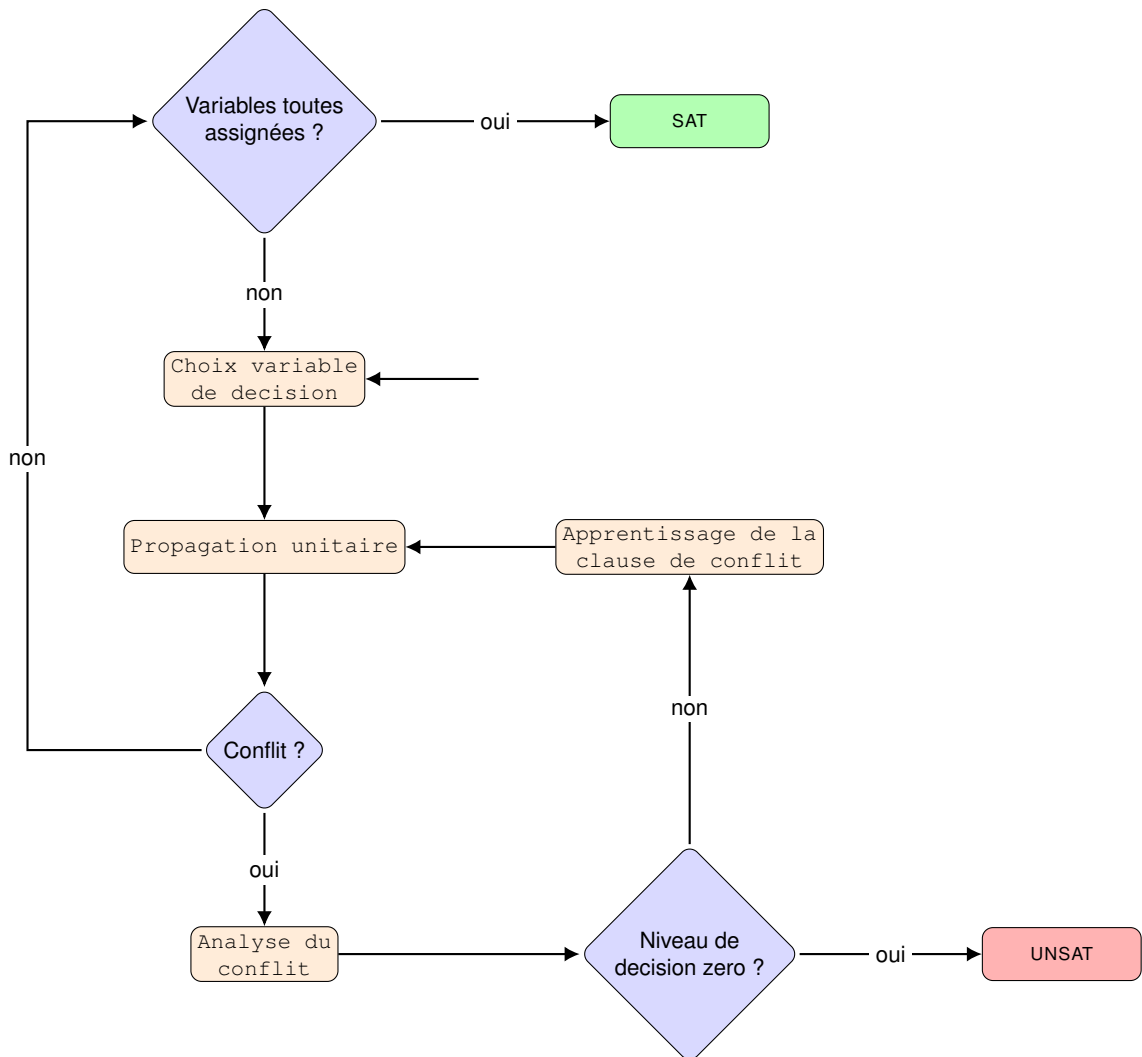 Variables toutes
assignées ?
oui
SAT
non
Choix variable
de decision
non
Propagation unitaire
Apprentissage de la
clause de conflit
non
Conflit ?
oui
Analyse du
conflit
Niveau de
decision zero ?
oui
UNSAT